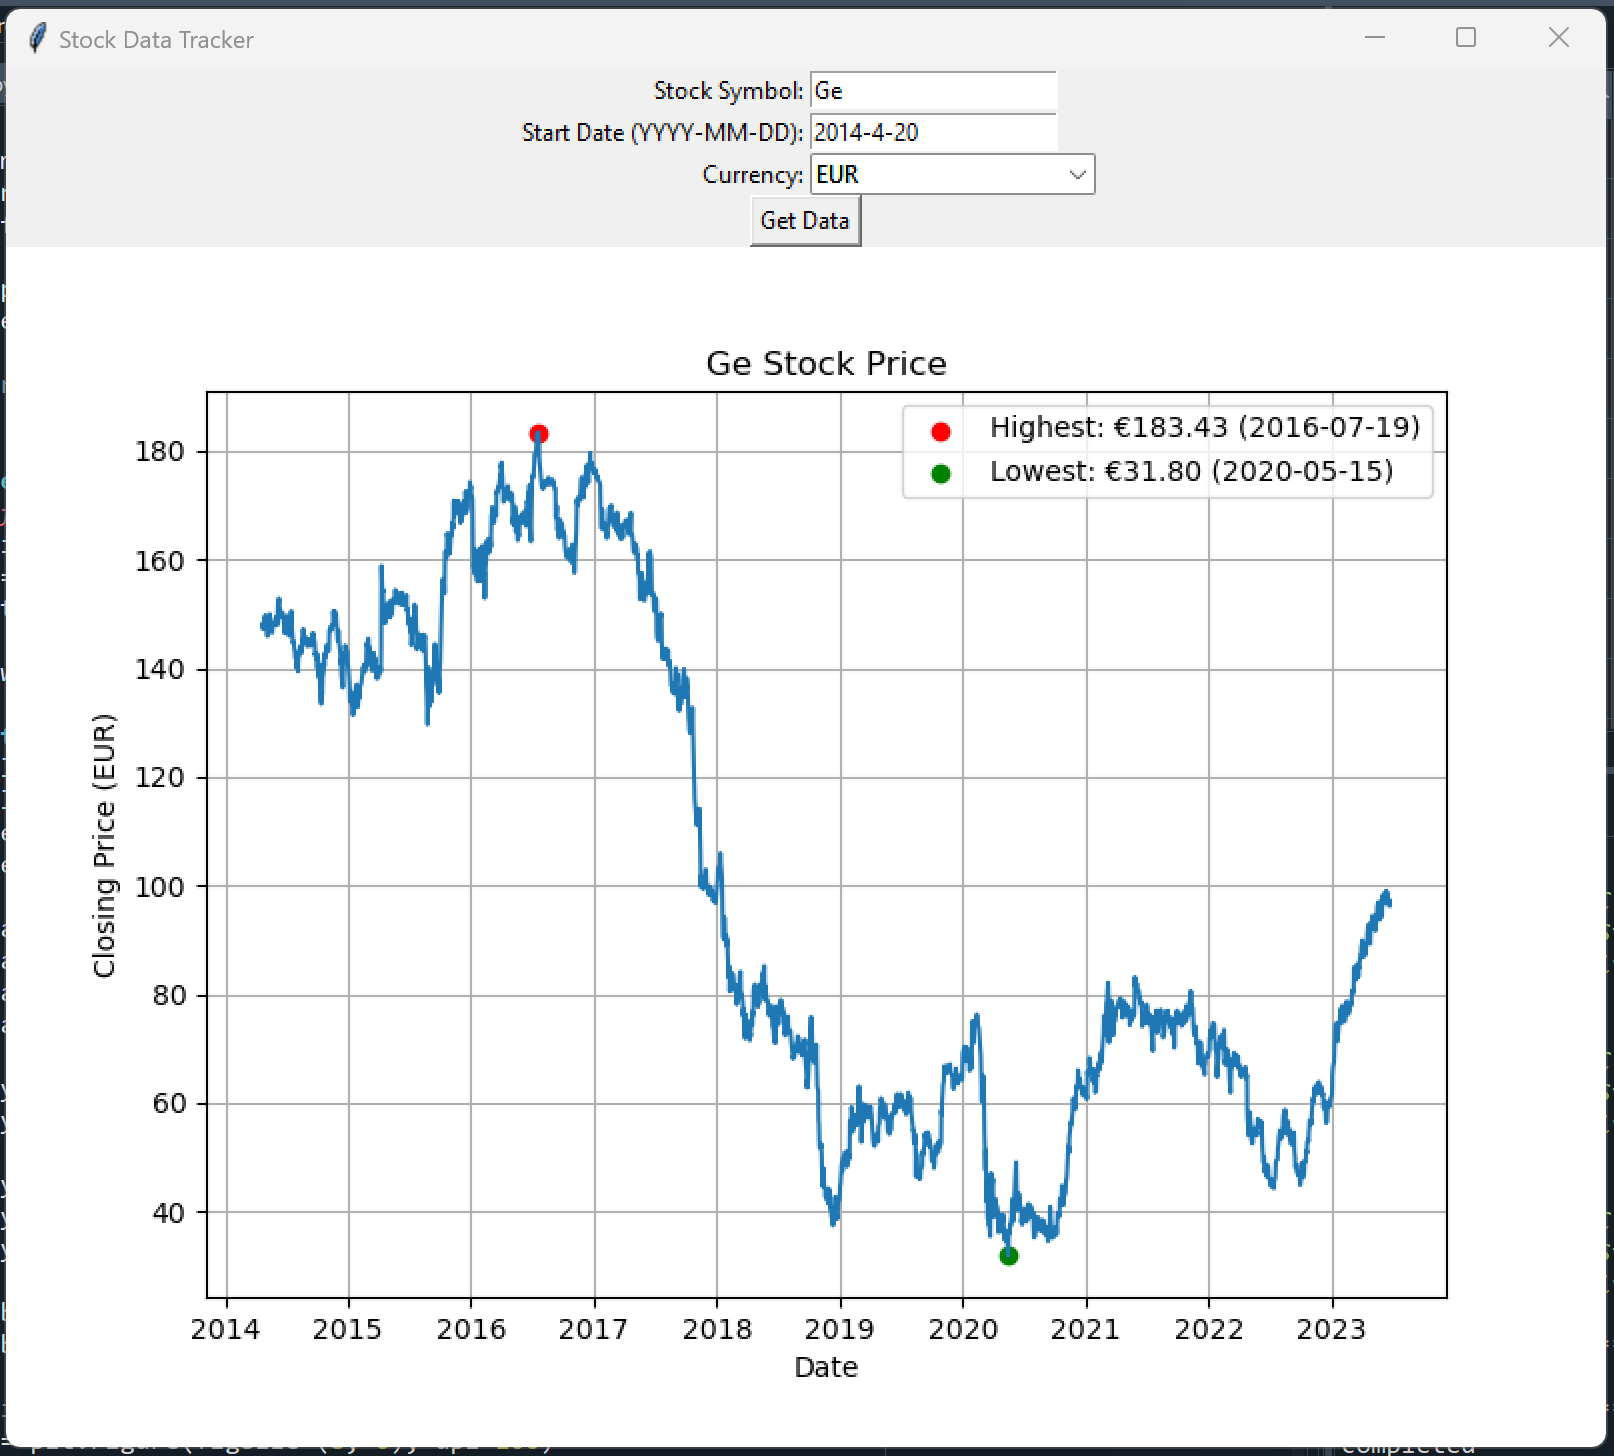 Stock Data Tracker
Stock Symbol: Ge
Start Date (YYYY-MM-DD): 2014-4-20
Currency: EUR
Get Data
Ge Stock Price
Highest: €183.43 (2016-07-19)
Lowest: €31.80 (2020-05-15)
Closing Price (EUR)
180
160
140
120
100
80
60
40
2014 2015 2016 2017 2018 2019 2020 2021 2022 2023
Date
completed